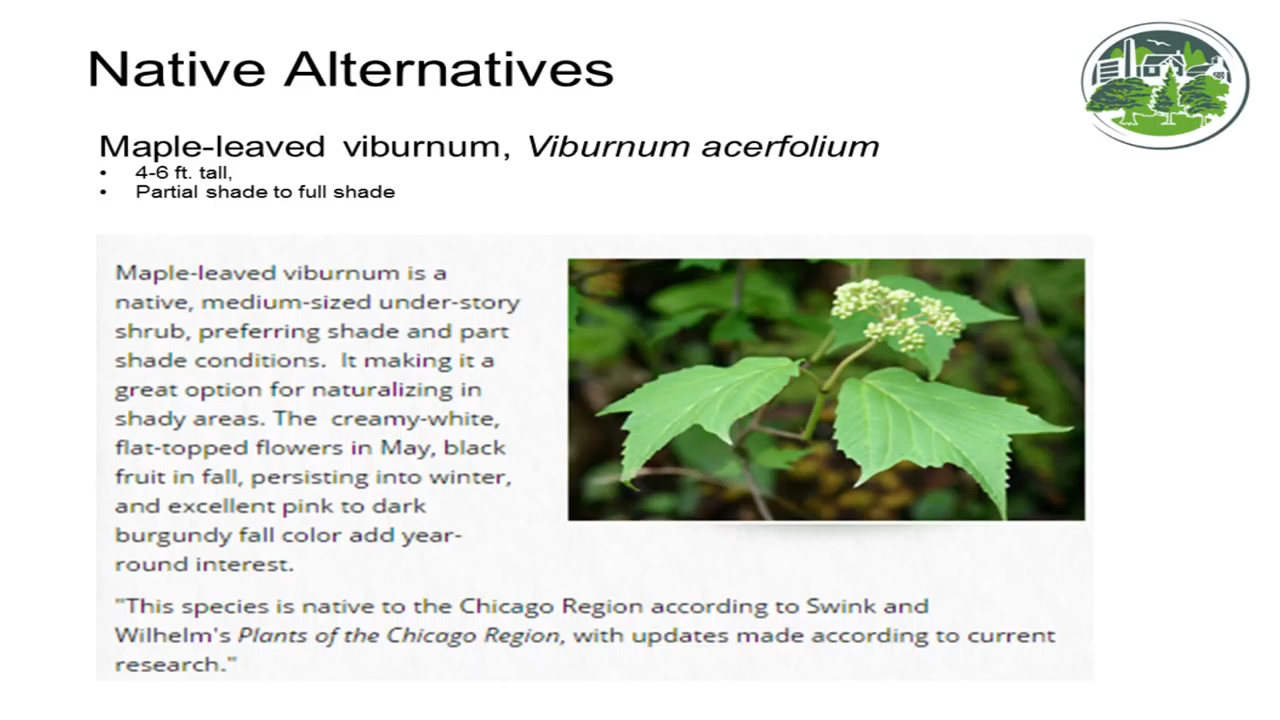 Native Alternatives
Maple-leaved viburnum, Viburnum acerfolium
• 4-6 ft. tall,
• Partial shade to full shade
Maple-leaved viburnum is a
native, medium-sized under-story
shrub, preferring shade and part
shade conditions. It making it a
great option for naturalizing in
shady areas. The creamy-white,
flat-topped flowers in May, black
fruit in fall, persisting into winter,
and excellent pink to dark
burgundy fall color add year-
round interest.
"This species is native to the Chicago Region according to Swink and
Wilhelm's Plants of the Chicago Region, with updates made according to current
research."